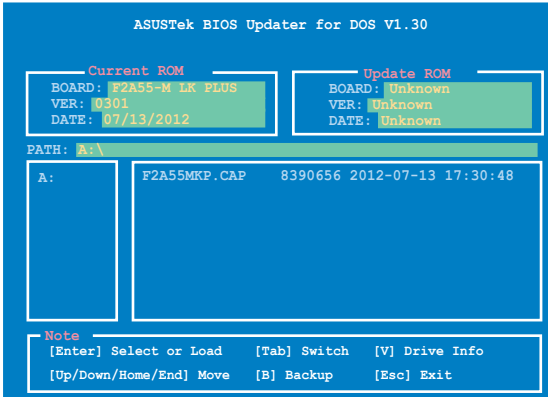 ASUSTek BIOS Updater for DOS V1.30
Current ROM
BOARD: F2A55-M LK PLUS
VER: 0301
DATE: 07/13/2012
Update ROM
BOARD: Unknown
VER: Unknown
DATE: Unknown
PATH: A:\
A:
F2A55MKP.CAP 8390656 2012-07-13 17:30:48
Note
[Enter] Select or Load [Tab] Switch [V] Drive Info
[Up/Down/Home/End] Move [B] Backup [Esc] Exit